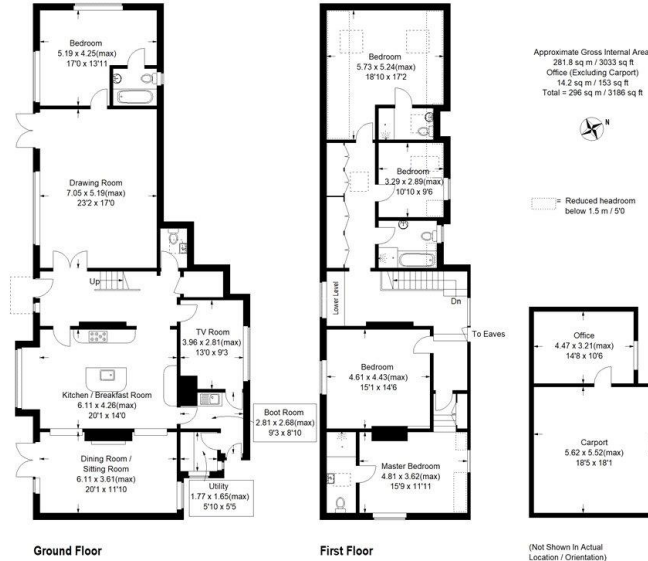 Bedroom
5.19 x 4.25(max)
17'0 x 13'11
Drawing Room
7.05 x 5.19(max)
23'2 x 17'0
Up
TV Room
3.96 x 2.81(max)
13'0 x 9'3
Kitchen / Breakfast Room
6.11 x 4.26(max)
20'1 x 14'0
Boot Room
2.81 x 2.68(max)
9'3 x 8'10
Dining Room /
Sitting Room
6.11 x 3.61(max)
20'1 x 11'10
Utility
1.77 x 1.65(max)
5'10 x 5'5
Ground Floor
Bedroom
5.73 x 5.24(max)
18'10 x 17'2
Bedroom
3.29 x 2.89(max)
10'10 x 9'6
Lower Level
Dn
To Eaves
Bedroom
4.61 x 4.43(max)
15'1 x 14'6
Master Bedroom
4.81 x 3.62(max)
15'9 x 11'11
First Floor
Approximate Gross Internal Area
281.8 sq m / 3033 sq ft
Office (Excluding Carport)
14.2 sq m / 153 sq ft
Total = 296 sq m / 3186 sq ft
N
= Reduced headroom
below 1.5 m / 5'0
Office
4.47 x 3.21(max)
14'8 x 10'6
Carport
5.62 x 5.52(max)
18'5 x 18'1
(Not Shown In Actual
Location / Orientation)